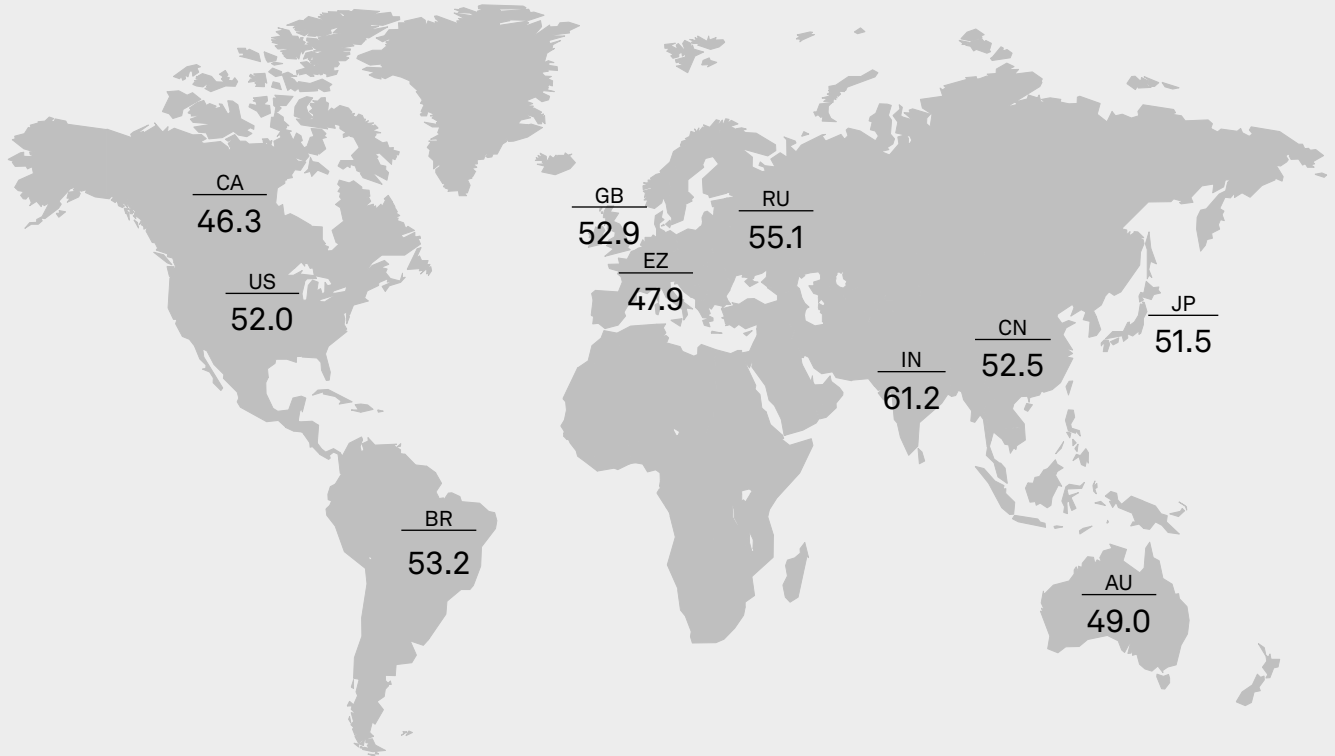 CA
46.3
GB
52.9
RU
55.1
EZ
47.9
US
52.0
JP
51.5
CN
52.5
IN
61.2
BR
53.2
AU
49.0